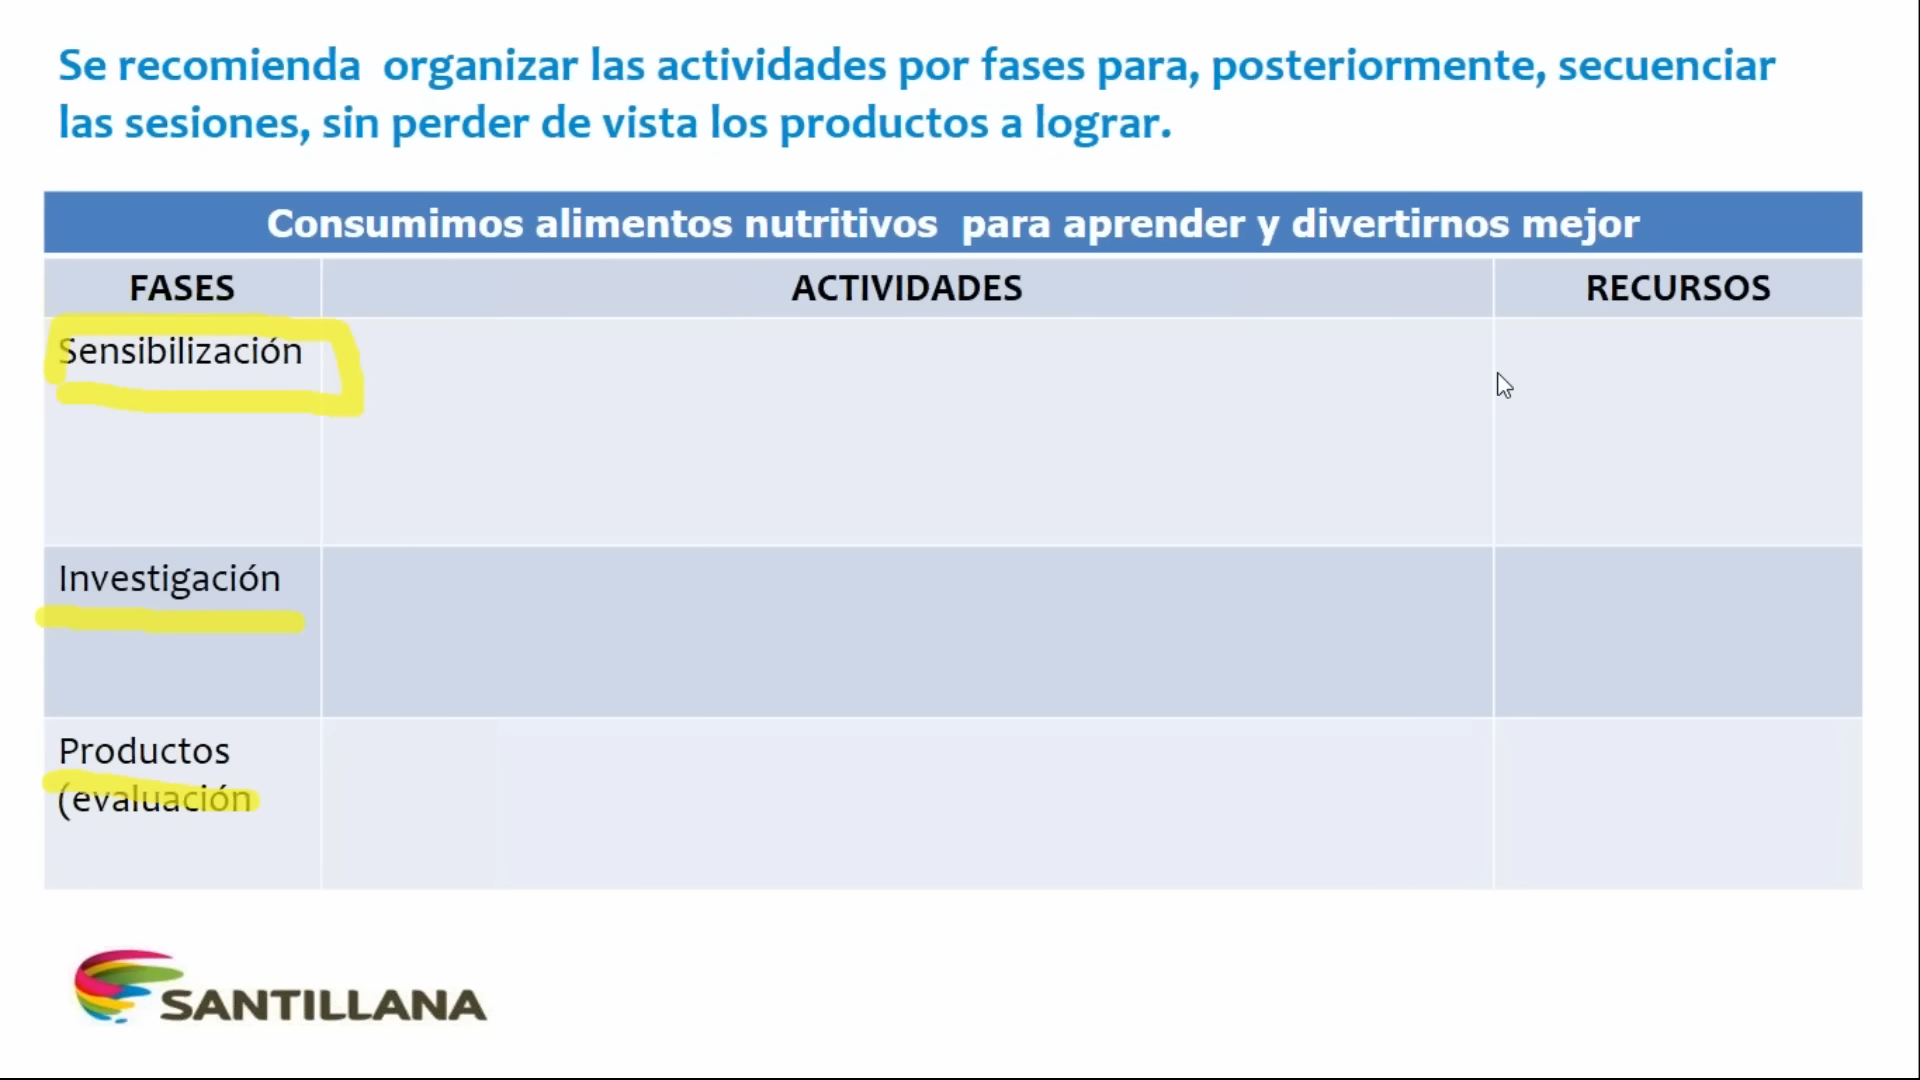 Se recomienda organizar las actividades por fases para, posteriormente, secuenciar
las sesiones, sin perder de vista los productos a lograr.
Consumimos alimentos nutritivos para aprender y divertirnos mejor
FASES ACTIVIDADES RECURSOS
Sensibilización
Investigación
Productos
(evaluación
SANTILLANA